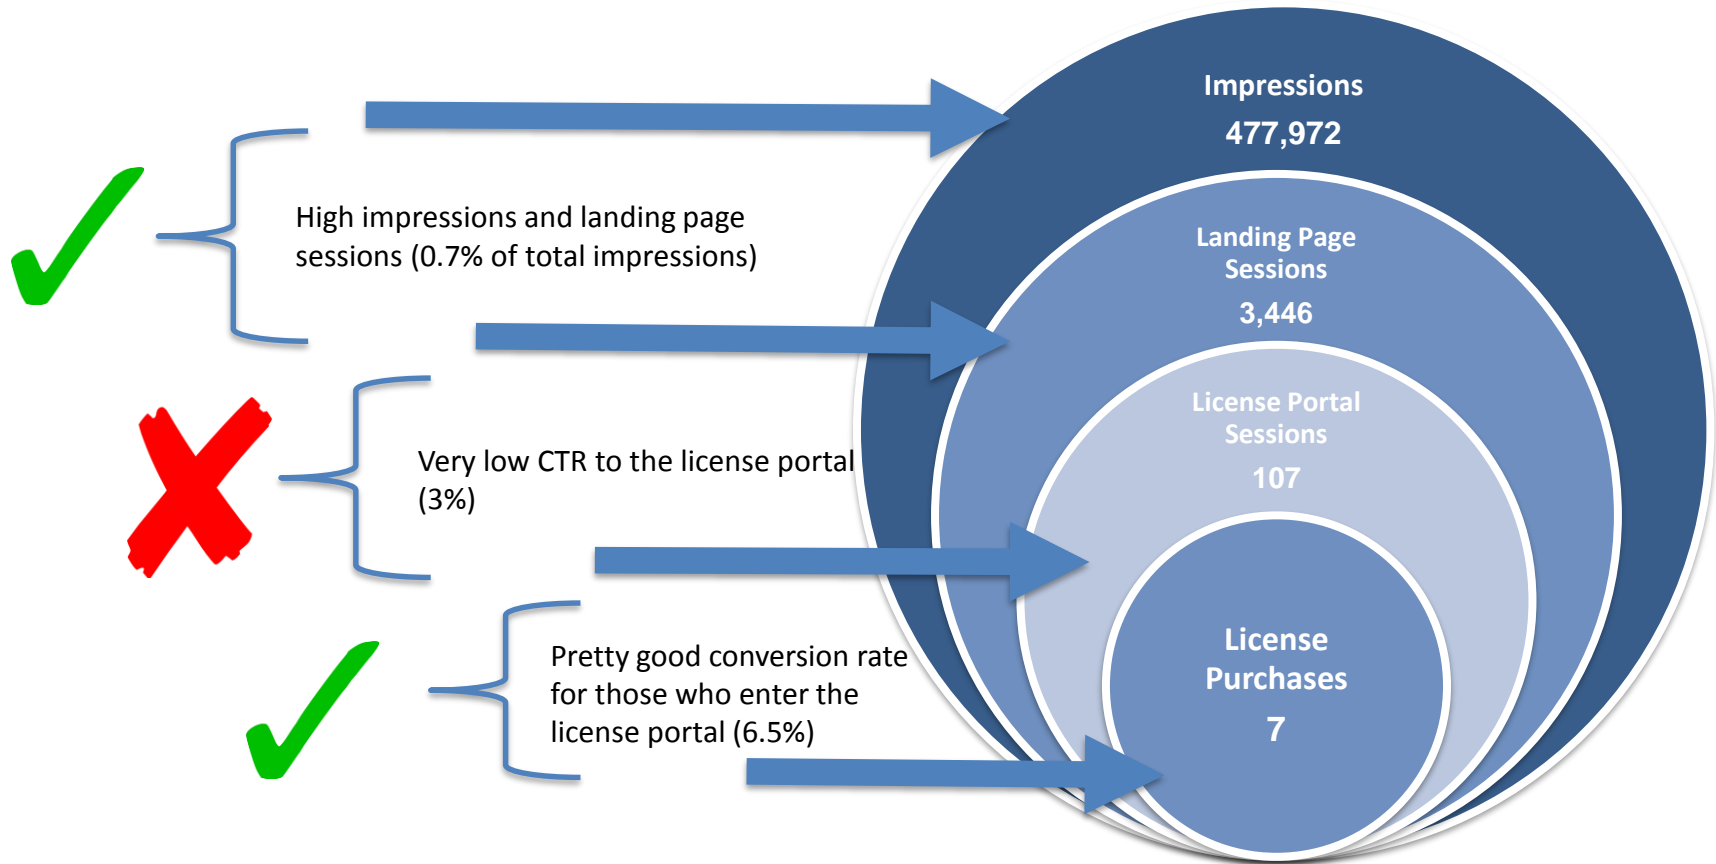 Impressions
477,972
High impressions and landing page
sessions (0.7% of total impressions)
Landing Page
Sessions
3,446
Very low CTR to the license portal
(3%)
License Portal
Sessions
107
Pretty good conversion rate
for those who enter the
license portal (6.5%)
License
Purchases
7